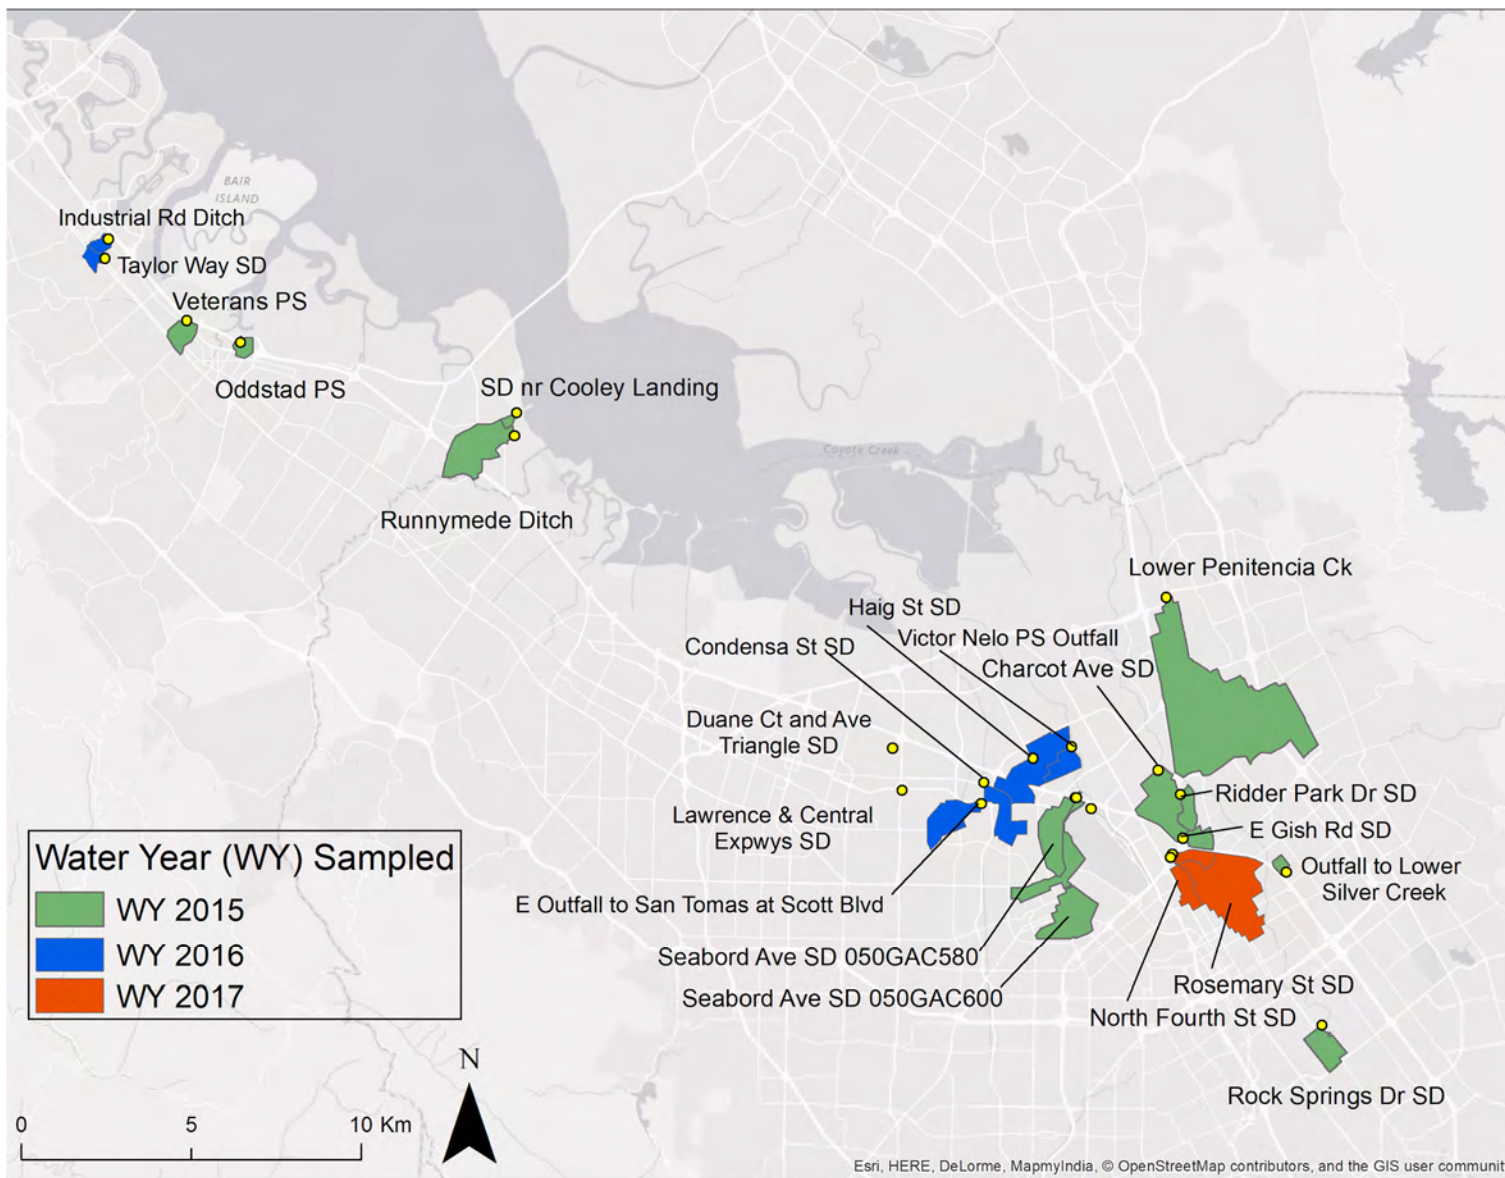 BAIR
ISLAND
Industrial Rd Ditch
Taylor Way SD
Veterans PS
Oddstad PS
SD nr Cooley Landing
Coyote Creek
Runnymede Ditch
Lower Penitencia Ck
Haig St SD
Victor Nelo PS Outfall
Condensa St SD
Charcot Ave SD
Duane Ct and Ave
Triangle SD
Ridder Park Dr SD
Lawrence & Central
Expwys SD
E Gish Rd SD
Outfall to Lower
Silver Creek
E Outfall to San Tomas at Scott Blvd
Seabord Ave SD 050GAC580
Seabord Ave SD 050GAC600
Rosemary St SD
North Fourth St SD
Rock Springs Dr SD
Water Year (WY) Sampled
WY 2015
WY 2016
WY 2017
N
0 5 10 Km
Esri, HERE, DeLorme, MapmyIndia, © OpenStreetMap contributors, and the GIS user communit